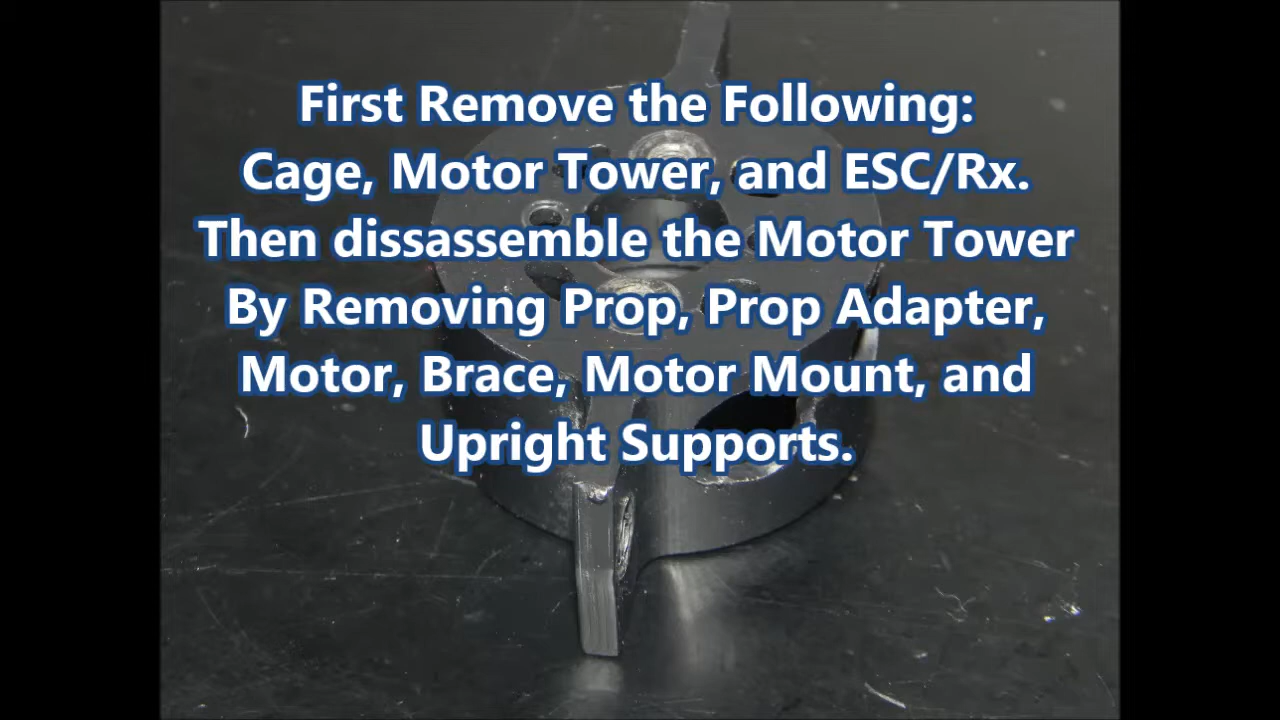 First Remove the Following:
Cage, Motor Tower, and ESC/Rx.
Then dissassemble the Motor Tower
By Removing Prop, Prop Adapter,
Motor, Brace, Motor Mount, and
Upright Supports.